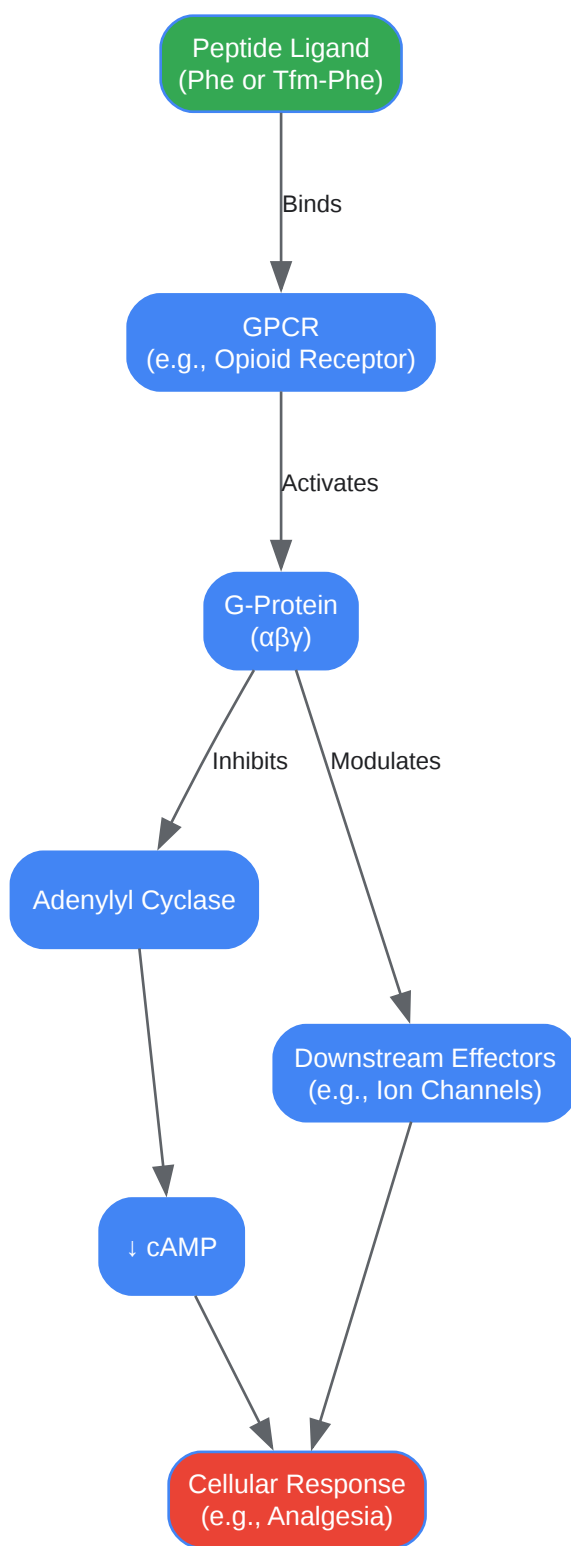 Peptide Ligand
(Phe or Tfm-Phe)
Binds
GPCR
(e.g., Opioid Receptor)
Activates
G-Protein
(αβγ)
Inhibits
Modulates
Adenylyl Cyclase
Downstream Effectors
(e.g., Ion Channels)
↓ cAMP
Cellular Response
(e.g., Analgesia)